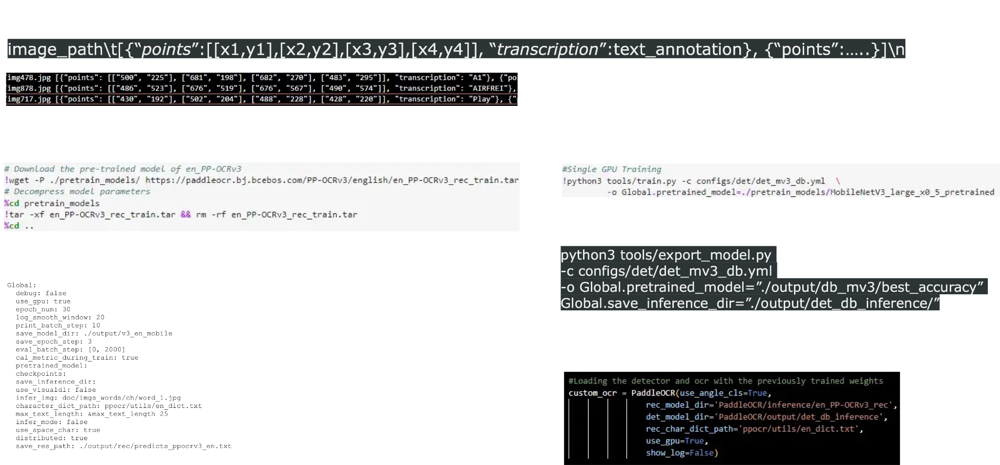 image_path\t[{“points”:[[x1,y1],[x2,y2],[x3,y3],[x4,y4]], “transcription”:text_annotation}, {“points”:…..}]\n
img478.jpg [{"points": [["500", "225"], ["681", "198"], ["682", "270"], ["483", "295"]], "transcription": "A1"}, {"po
img878.jpg [{"points": [["486", "523"], ["676", "519"], ["676", "567"], ["490", "574"]], "transcription": "AIRFREI"},
img717.jpg [{"points": [["430", "192"], ["502", "204"], ["488", "228"], ["428", "220"]], "transcription": "Play"}, {"
# Download the pre-trained model of en_PP-OCRv3
!wget -P ./pretrain_models/ https://paddleocr.bj.bcebos.com/PP-OCRv3/english/en_PP-OCRv3_rec_train.tar
# Decompress model parameters
%cd pretrain_models
!tar -xf en_PP-OCRv3_rec_train.tar && rm -rf en_PP-OCRv3_rec_train.tar
%cd ..
Global:
debug: false
use_gpu: true
epoch_num: 30
log_smooth_window: 20
print_batch_step: 10
save_model_dir: ./output/v3_en_mobile
save_epoch_step: 3
eval_batch_step: [0, 2000]
cal_metric_during_train: true
pretrained_model:
checkpoints:
save_inference_dir:
use_visualdl: false
infer_img: doc/imgs_words/ch/word_1.jpg
character_dict_path: ppocr/utils/en_dict.txt
max_text_length: &max_text_length 25
infer_mode: false
use_space_char: true
distributed: true
save_res_path: ./output/rec/predicts_ppocrv3_en.txt
#Single GPU Training
!python3 tools/train.py -c configs/det/det_mv3_db.yml \
-o Global.pretrained_model=./pretrain_models/MobileNetV3_large_x0_5_pretrained
python3 tools/export_model.py
-c configs/det/det_mv3_db.yml
-o Global.pretrained_model=”./output/db_mv3/best_accuracy”
Global.save_inference_dir=”./output/det_db_inference/”
#Loading the detector and ocr with the previously trained weights
custom_ocr = PaddleOCR(use_angle_cls=True,
rec_model_dir='PaddleOCR/inference/en_PP-OCRv3_rec',
det_model_dir='PaddleOCR/output/det_db_inference',
rec_char_dict_path='ppocr/utils/en_dict.txt',
use_gpu=True,
show_log=False)